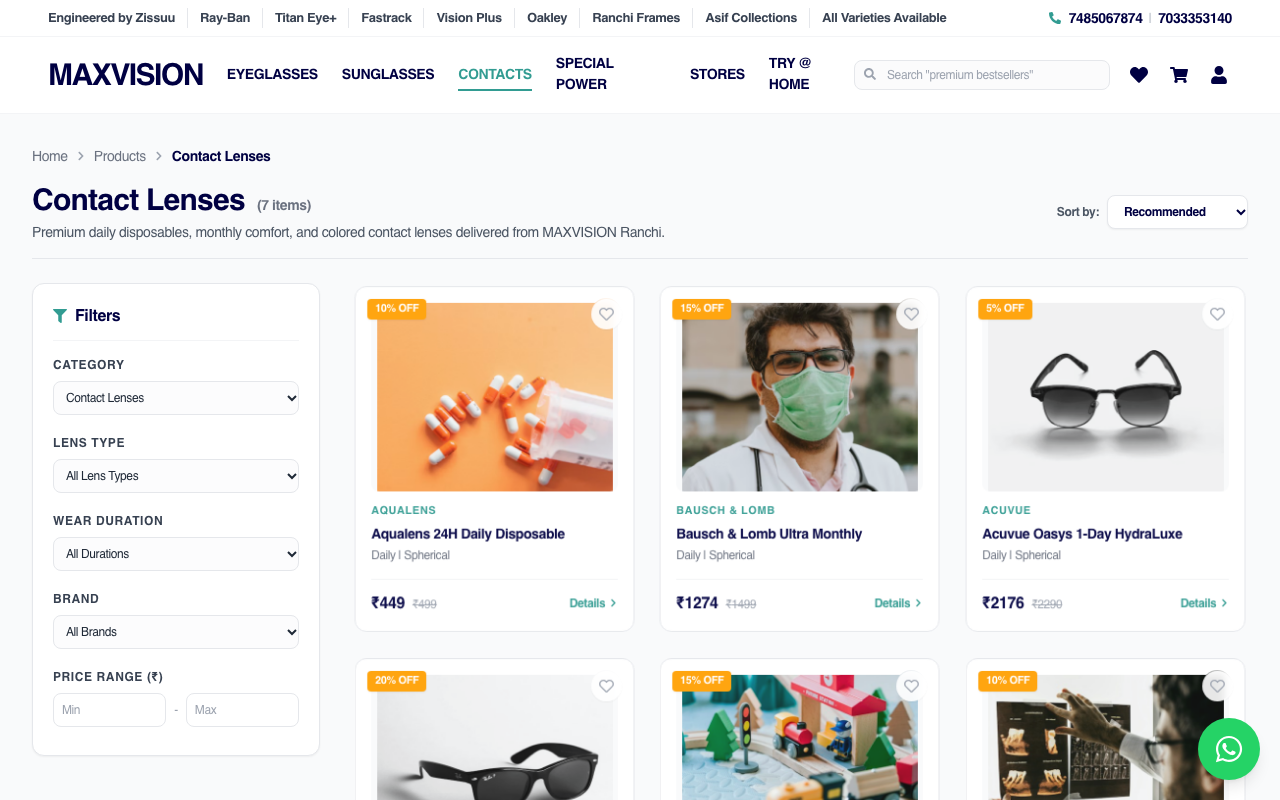 Engineered by Zissuu
Ray-Ban
Titan Eye+
Fastrack
Vision Plus
Oakley
Ranchi Frames
Asif Collections
All Varieties Available
7485067874 | 7033353140
MAXVISION
EYEGLASSES
SUNGLASSES
CONTACTS
SPECIAL
POWER
STORES
TRY @
HOME
Search "premium bestsellers"
Home > Products > Contact Lenses
Contact Lenses (7 items)
Premium daily disposables, monthly comfort, and colored contact lenses delivered from MAXVISION Ranchi.
Sort by: Recommended
Filters
CATEGORY
Contact Lenses
LENS TYPE
All Lens Types
WEAR DURATION
All Durations
BRAND
All Brands
PRICE RANGE (₹)
Min - Max
10% OFF
AQUALENS
Aqualens 24H Daily Disposable
Daily | Spherical
₹449 ₹499 Details >
15% OFF
BAUSCH & LOMB
Bausch & Lomb Ultra Monthly
Daily | Spherical
₹1274 ₹1499 Details >
5% OFF
ACUVUE
Acuvue Oasys 1-Day HydraLuxe
Daily | Spherical
₹2176 ₹2290 Details >
20% OFF
15% OFF
10% OFF